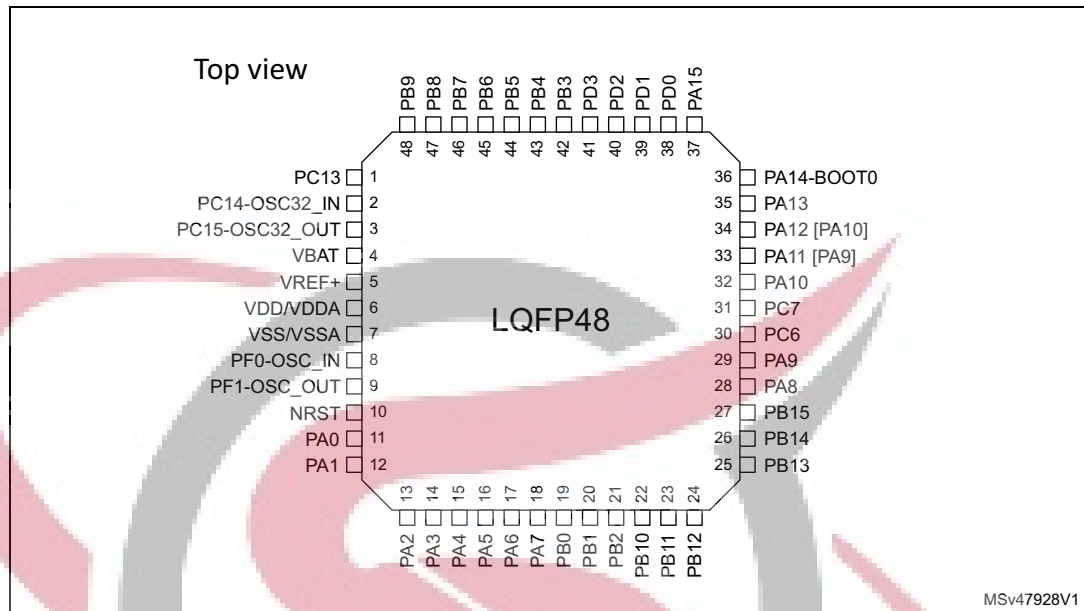 Top view
PB9
PB8
PB7
PB6
PB5
PB4
PB3
PD3
PD2
PD1
PD0
PA15
48
47
46
45
44
43
42
41
40
39
38
37
PC13 1
PC14-OSC32_IN 2
PC15-OSC32_OUT 3
VBAT 4
VREF+ 5
VDD/VDDA 6
VSS/VSSA 7
PF0-OSC_IN 8
PF1-OSC_OUT 9
NRST 10
PA0 11
PA1 12
LQFP48
36 PA14-BOOT0
35 PA13
34 PA12 [PA10]
33 PA11 [PA9]
32 PA10
31 PC7
30 PC6
29 PA9
28 PA8
27 PB15
26 PB14
25 PB13
13
14
15
16
17
18
19
20
21
22
23
24
PA2
PA3
PA4
PA5
PA6
PA7
PB0
PB1
PB2
PB10
PB11
PB12
MSv47928V1